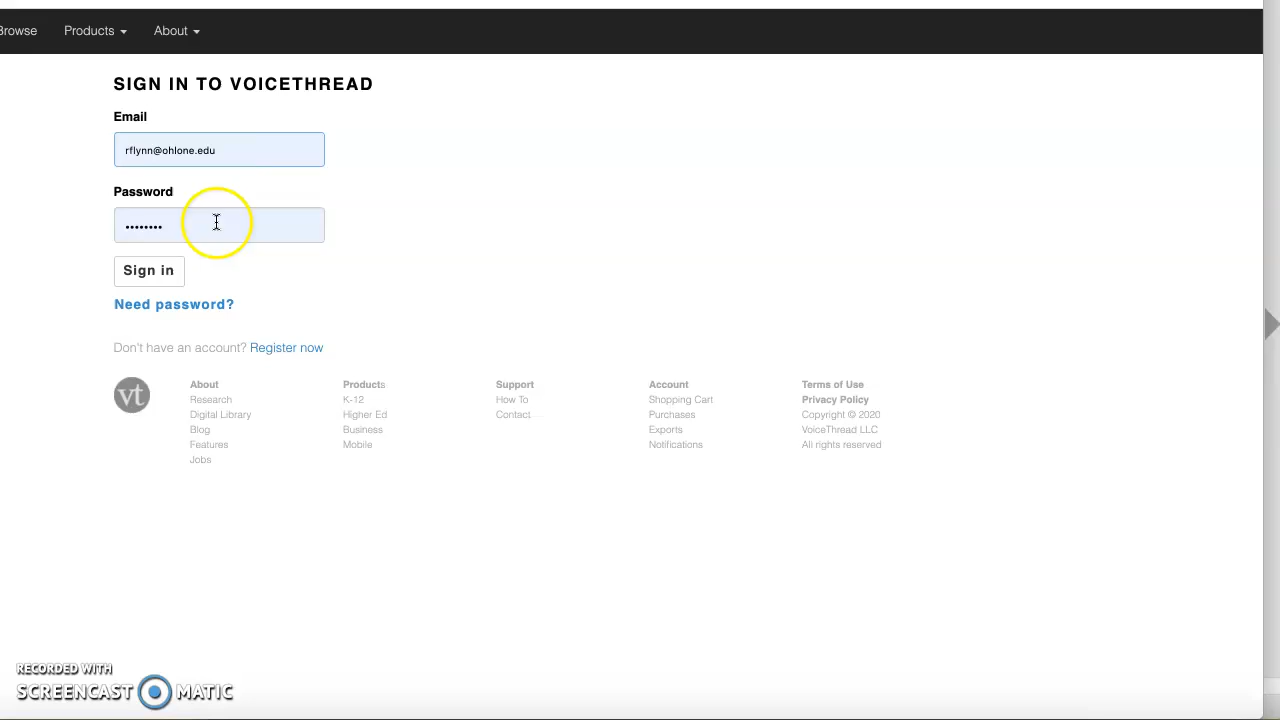 Browse Products About
SIGN IN TO VOICETHREAD
Email
rflynn@ohlone.edu
Password
••••••••
Sign in
Need password?
Don't have an account? Register now
vt
About
Research
Digital Library
Blog
Features
Jobs
Products
K-12
Higher Ed
Business
Mobile
Support
How To
Contact
Account
Shopping Cart
Purchases
Exports
Notifications
Terms of Use
Privacy Policy
Copyright © 2020
VoiceThread LLC
All rights reserved
RECORDED WITH
SCREENCAST MATIC